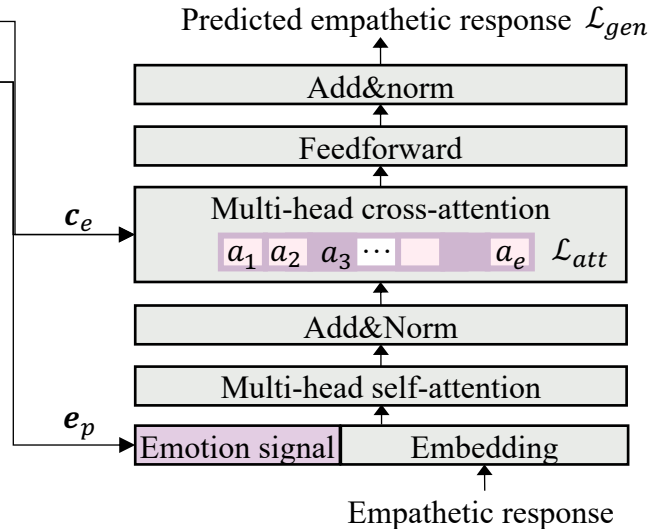 Predicted empathetic response ℒ_gen
Add&norm
Feedforward
Multi-head cross-attention
c_e
a_1 a_2 a_3 ⋯ a_e ℒ_att
Add&Norm
Multi-head self-attention
e_p
Emotion signal Embedding
Empathetic response